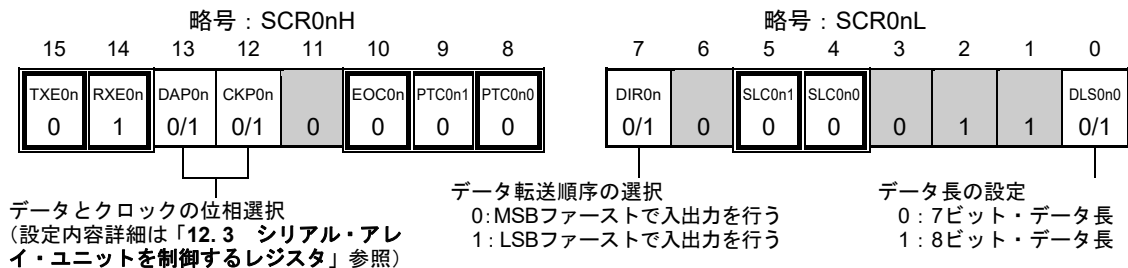 略号：SCR0nH
略号：SCR0nL
15 14 13 12 11 10 9 8
7 6 5 4 3 2 1 0
TXE0n RXE0n DAP0n CKP0n EOC0n PTC0n1 PTC0n0
0 1 0/1 0/1 0 0 0 0
DIR0n SLC0n1 SLC0n0 DLS0n0
0/1 0 0 0 0 1 1 0/1
データとクロックの位相選択
（設定内容詳細は「12. 3　シリアル・アレ
イ・ユニットを制御するレジスタ」参照）
データ転送順序の選択
0：MSBファーストで入出力を行う
1：LSBファーストで入出力を行う
データ長の設定
0：7ビット・データ長
1：8ビット・データ長